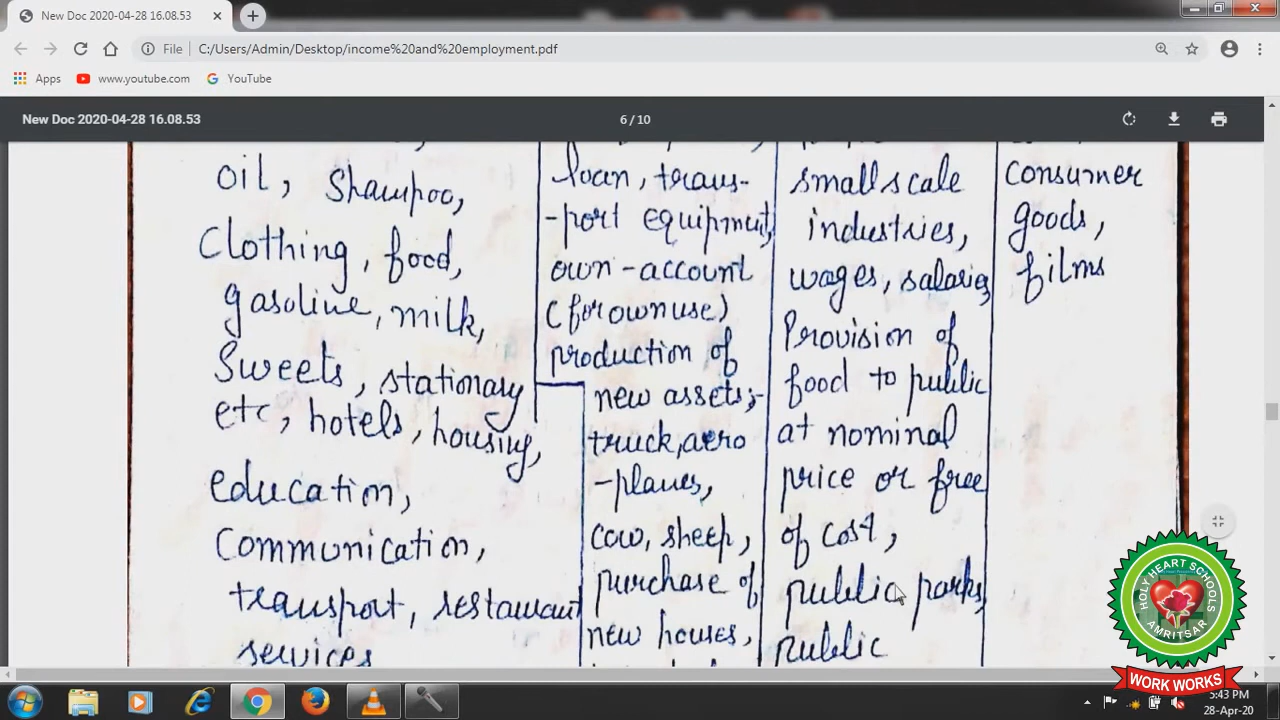 New Doc 2020-04-28 16.08.53
File
C:/Users/Admin/Desktop/income%20and%20employment.pdf
Apps
www.youtube.com
YouTube
New Doc 2020-04-28 16.08.53
6 / 10
oil, Shampoo,
Clothing, food,
gasoline, milk,
Sweets, stationary
etc, hotels, housing,
education,
Communication,
transport, restaurant
services
loan, trans-
-port equipment,
own-account
(for own use)
production of
new assets;-
truck, aero
-planes,
cow, sheep,
purchase of
new houses,
small scale
industries,
wages, salaries,
Provision of
food to public
at nominal
price or free
of cost,
public parks,
public
Consumer
goods,
films
HOLY HEART SCHOOLS
AMRITSAR
WORK WORKS
5:43 PM
28-Apr-20